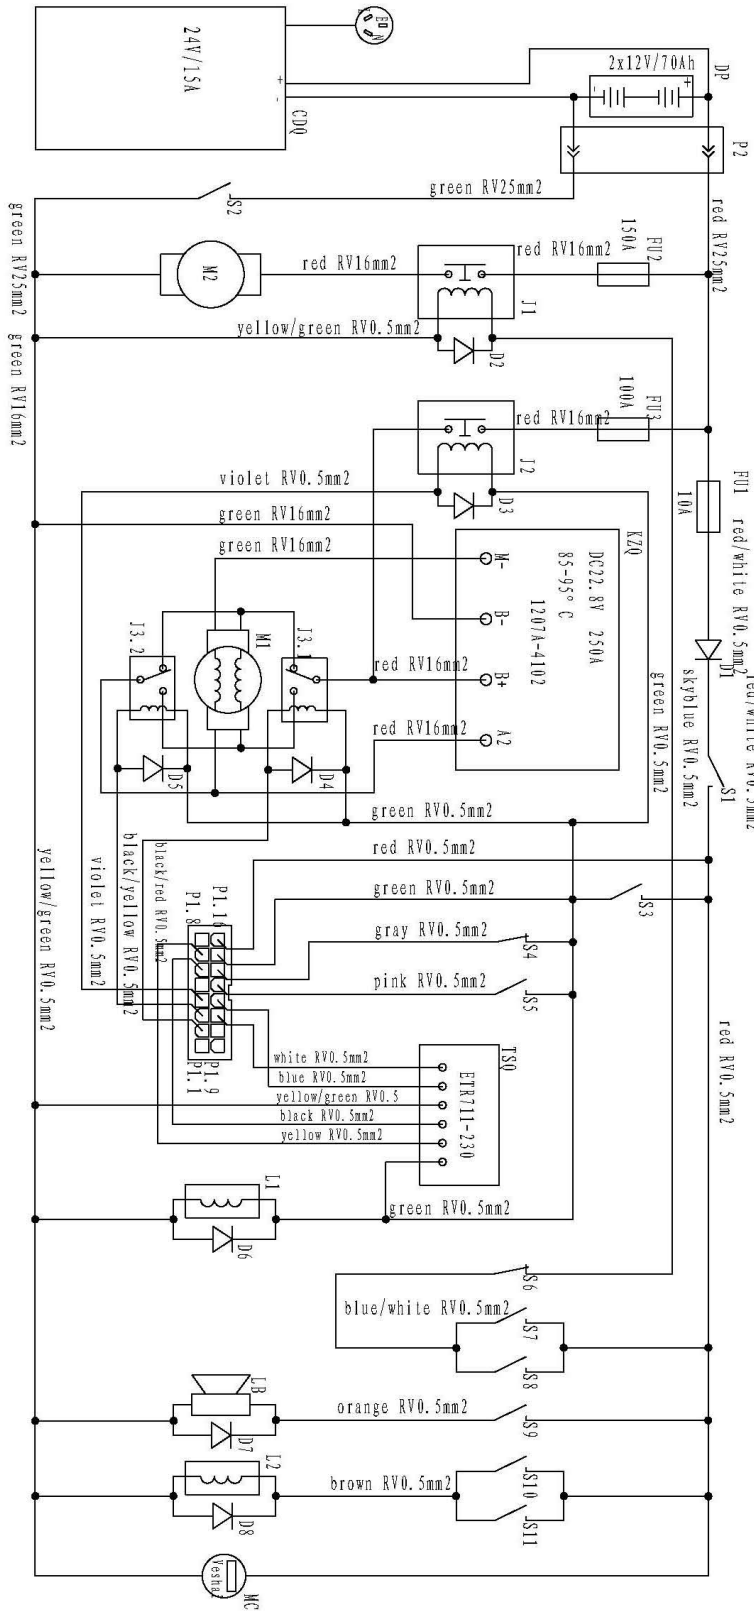 E N
24V/15A
+
-
CDQ
DP
2x12V/70Ah
-
+
P2
green RV25mm2
S2
red RV25mm2
green RV25mm2
M2
red RV16mm2
red RV16mm2
150A
FU2
J1
yellow/green RV0.5mm2
D2
green RV16mm2
red RV16mm2
100A
FU3
J2
violet RV0.5mm2
D3
green RV16mm2
green RV16mm2
FU1
10A
red/white RV0.5mm2
D1
red/white RV0.5mm2
S1
skyblue RV0.5mm2
green RV0.5mm2
KZQ
DC22.8V 250A
85-95°C
1207A-4102
M-
B-
B+
A2
M1
J3.1
J3.2
red RV16mm2
red RV16mm2
D4
D5
green RV0.5mm2
red RV0.5mm2
green RV0.5mm2
S3
gray RV0.5mm2
S4
pink RV0.5mm2
S5
black/red RV0.5mm2
black/yellow RV0.5mm2
violet RV0.5mm2
yellow/green RV0.5mm2
P1.16
P1.8
P1.9
P1.1
red RV0.5mm2
white RV0.5mm2
blue RV0.5mm2
yellow/green RV0.5
black RV0.5mm2
yellow RV0.5mm2
TSQ
ETR711-230
green RV0.5mm2
L1
D6
S6
blue/white RV0.5mm2
S7
S8
LB
orange RV0.5mm2
S9
D7
L2
brown RV0.5mm2
S10
S11
D8
MC